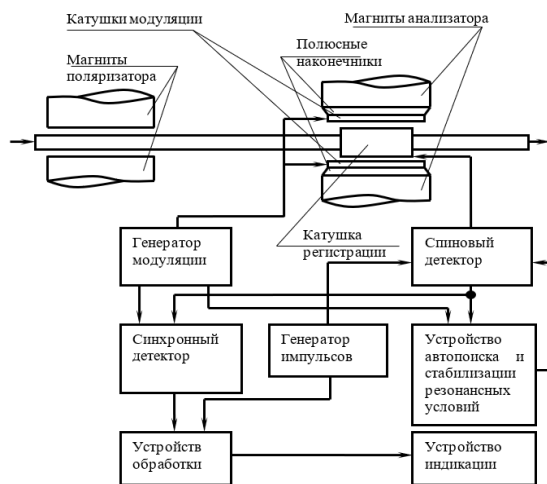 Катушки модуляции
Магниты анализатора
Магниты
поляризатора
Полюсные
наконечники
Катушка
регистрации
Генератор
модуляции
Спиновый
детектор
Синхронный
детектор
Генератор
импульсов
Устройство
автопоиска и
стабилизации
резонансных
условий
Устройств
обработки
Устройство
индикации